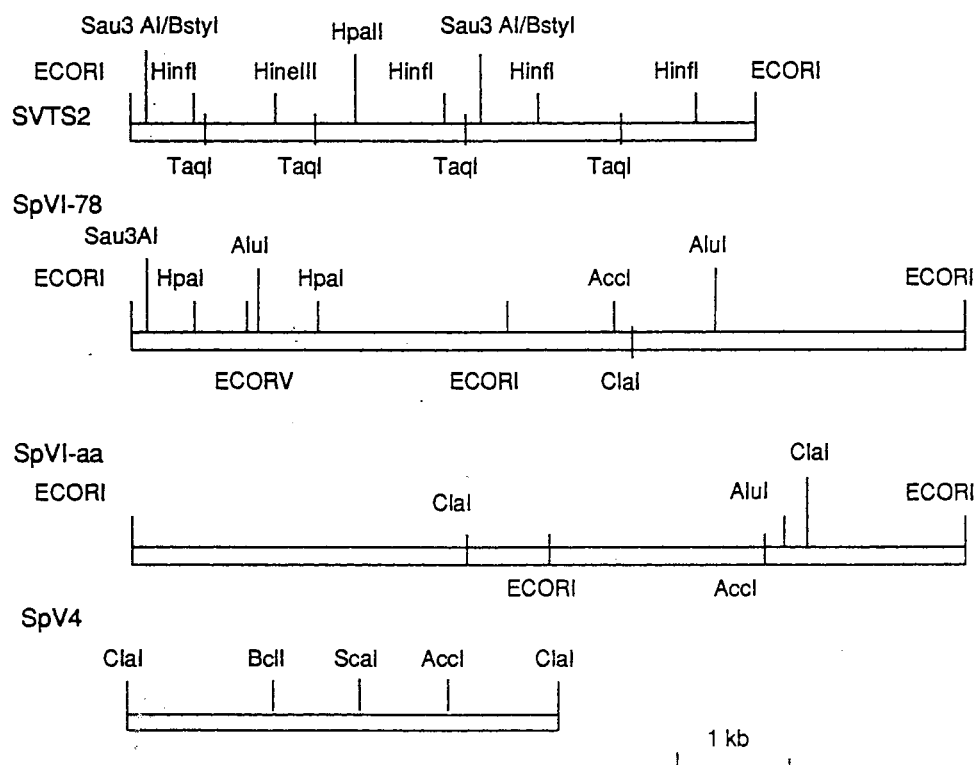 Sau3 AI/BstyI HpaII Sau3 AI/BstyI
ECORI HinfI HineIII HinfI HinfI HinfI ECORI
SVTS2
TaqI TaqI TaqI TaqI
SpVI-78
Sau3AI AluI AluI
ECORI HpaI HpaI AccI ECORI
ECORV ECORI ClaI
SpVI-aa
ClaI
ECORI ClaI AluI ECORI
ECORI AccI
SpV4
ClaI BclI ScaI AccI ClaI
1 kb